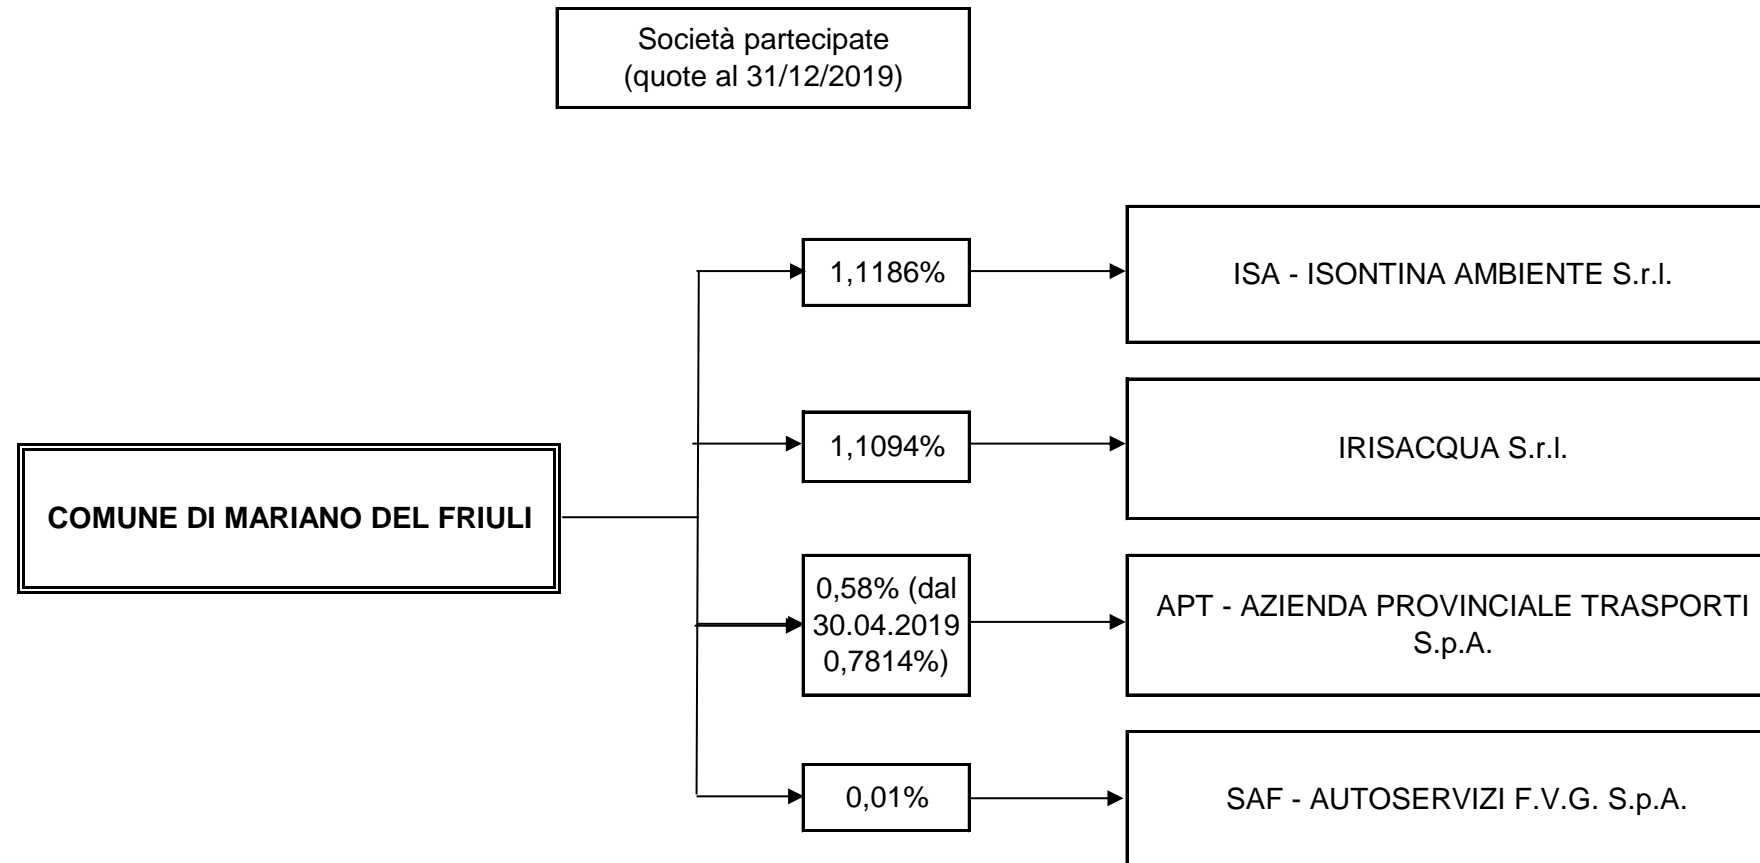 Società partecipate
(quote al 31/12/2019)
1,1186%
ISA - ISONTINA AMBIENTE S.r.l.
1,1094%
IRISACQUA S.r.l.
COMUNE DI MARIANO DEL FRIULI
0,58% (dal
30.04.2019
0,7814%)
APT - AZIENDA PROVINCIALE TRASPORTI
S.p.A.
0,01%
SAF - AUTOSERVIZI F.V.G. S.p.A.